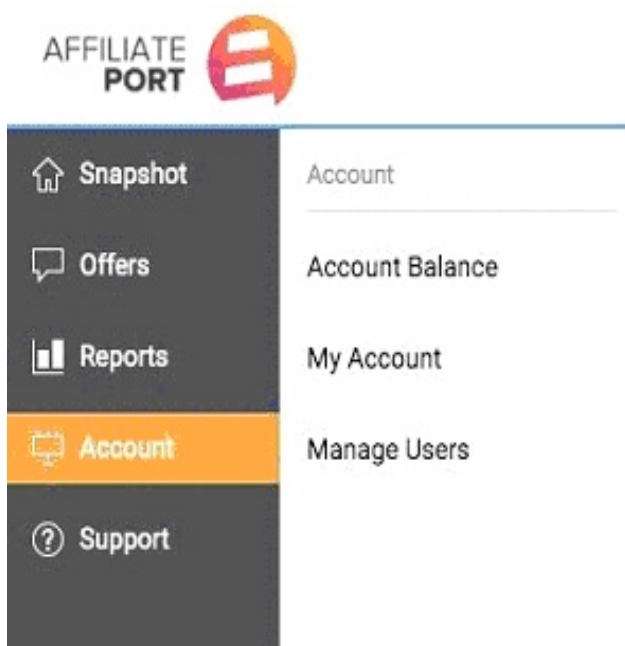 AFFILIATE
PORT
Snapshot
Offers
Reports
Account
Support
Account
Account Balance
My Account
Manage Users